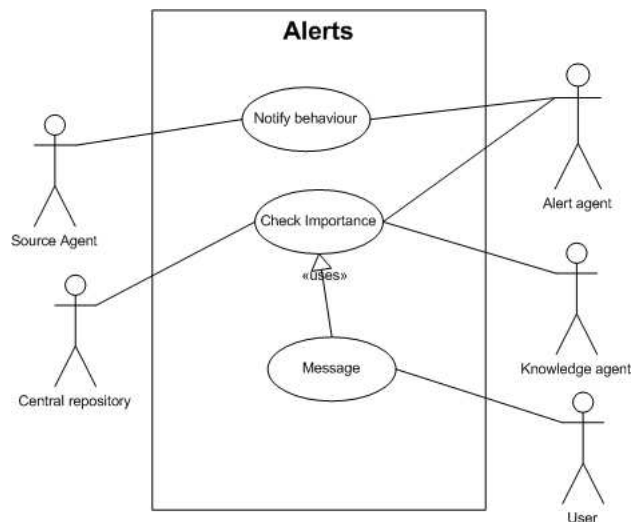 Alerts
Notify behaviour
Source Agent
Alert agent
Check Importance
«uses»
Message
Central repository
Knowledge agent
User